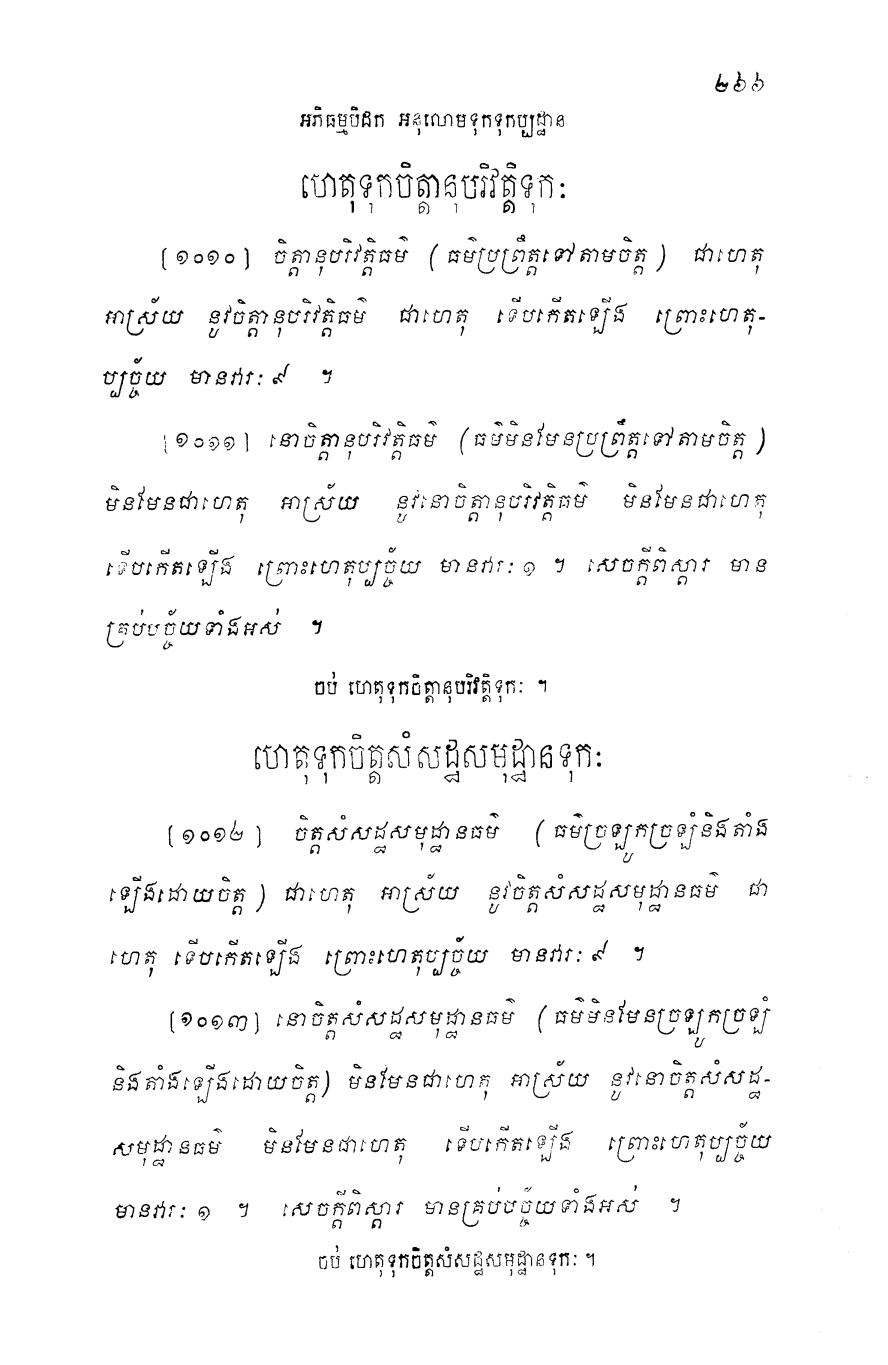 ២៦៦
អភិធម្មបិដក អនុលោមទុកទុកប្បដ្ឋាន
ហេតុទុកចិត្តានុបរិវត្តិទុក:
[១០១០] ចិត្តានុបរិវត្តិធម៌ (ធម៌ប្រព្រឹត្តទៅតាមចិត្ត) ជាហេតុ
អាស្រ័យ នូវចិត្តានុបរិវត្តិធម៌ ជាហេតុ ទើបកើតឡើង ព្រោះហេតុ-
ប្បច្ច័យ មានវារៈ ៩ ។
[១០១១] នោចិត្តានុបរិវត្តិធម៌ (ធម៌មិនមែនប្រព្រឹត្តទៅតាមចិត្ត)
មិនមែនជាហេតុ អាស្រ័យ នូវនោចិត្តានុបរិវត្តិធម៌ មិនមែនជាហេតុ
ទើបកើតឡើង ព្រោះហេតុប្បច្ច័យ មានវារៈ ១ ។ សេចក្តីពិស្តារ មាន
គ្រប់បច្ច័យទាំងអស់ ។
ចប់ ហេតុទុកចិត្តានុបរិវត្តិទុកៈ ។
ហេតុទុកចិត្តសំសដ្ឋសមុដ្ឋានទុក:
[១០១២] ចិត្តសំសដ្ឋសមុដ្ឋានធម៌ (ធម៌ច្រឡូកច្រឡំនិងតាំង
ឡើងដោយចិត្ត) ជាហេតុ អាស្រ័យ នូវចិត្តសំសដ្ឋសមុដ្ឋានធម៌ ជា
ហេតុ ទើបកើតឡើង ព្រោះហេតុប្បច្ច័យ មានវារៈ ៩ ។
[១០១៣] នោចិត្តសំសដ្ឋសមុដ្ឋានធម៌ (ធម៌មិនមែនច្រឡូកច្រឡំ
និងតាំងឡើងដោយចិត្ត) មិនមែនជាហេតុ អាស្រ័យ នូវនោចិត្តសំសដ្ឋ-
សមុដ្ឋានធម៌ មិនមែនជាហេតុ ទើបកើតឡើង ព្រោះហេតុប្បច្ច័យ
មានវារៈ ១ ។ សេចក្តីពិស្តារ មានគ្រប់បច្ច័យទាំងអស់ ។
ចប់ ហេតុទុកចិត្តសំសដ្ឋសមុដ្ឋានទុកៈ ។